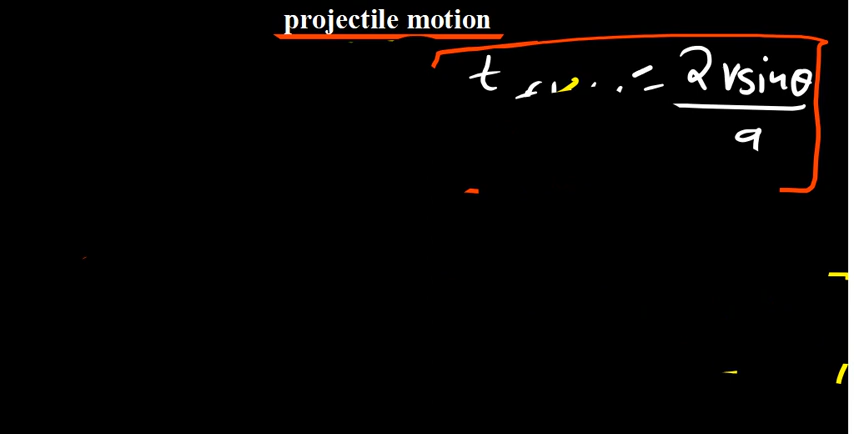 projectile motion
t = 2vsinθ
g